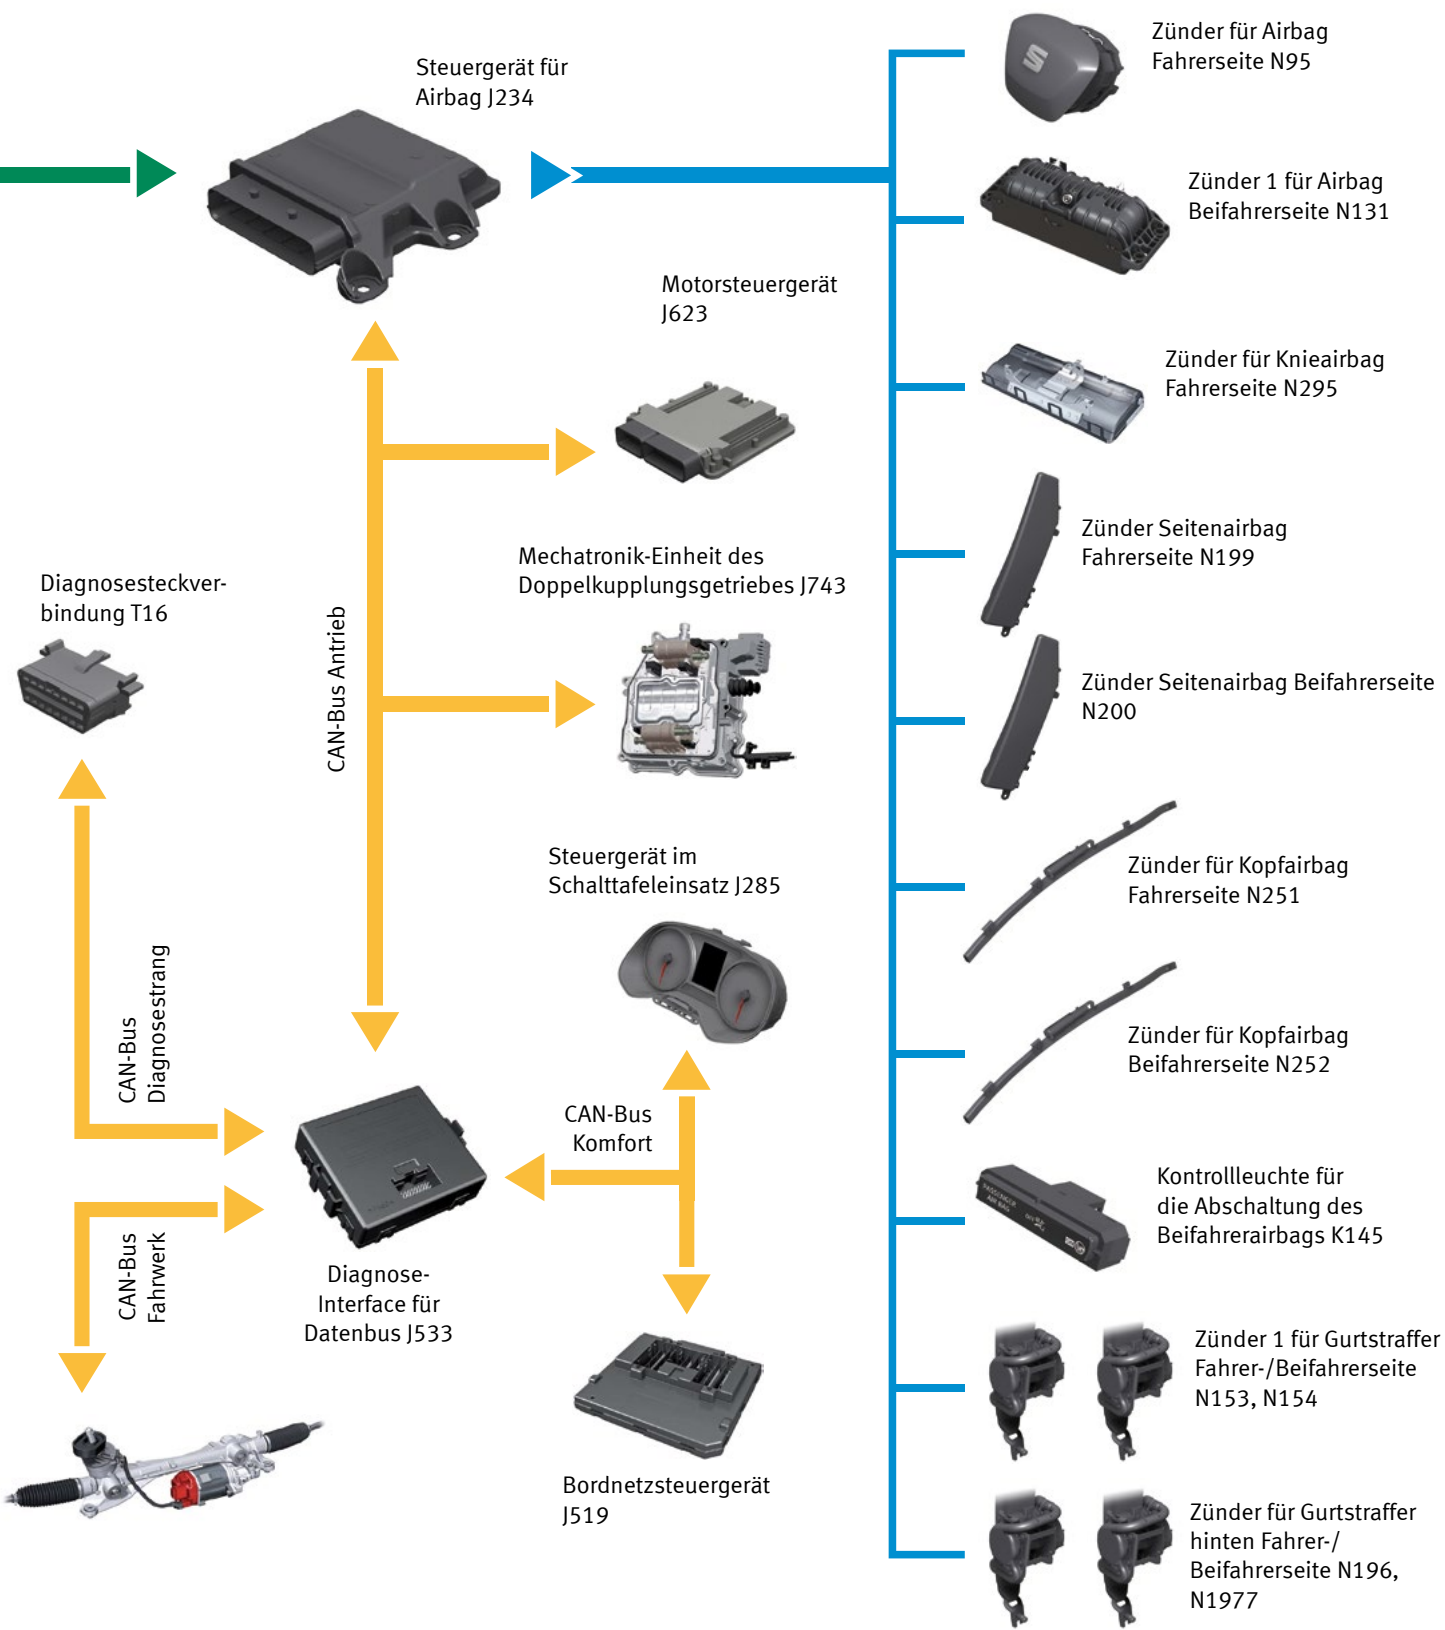 Steuergerät für
Airbag J234
Motorsteuergerät
J623
Mechatronik-Einheit des
Doppelkupplungsgetriebes J743
Diagnosesteckver-
bindung T16
CAN-Bus Antrieb
Steuergerät im
Schalttafeleinsatz J285
CAN-Bus
Diagnosestrang
CAN-Bus
Komfort
CAN-Bus
Fahrwerk
Diagnose-
Interface für
Datenbus J533
Bordnetzsteuergerät
J519
Zünder für Airbag
Fahrerseite N95
Zünder 1 für Airbag
Beifahrerseite N131
Zünder für Knieairbag
Fahrerseite N295
Zünder Seitenairbag
Fahrerseite N199
Zünder Seitenairbag Beifahrerseite
N200
Zünder für Kopfairbag
Fahrerseite N251
Zünder für Kopfairbag
Beifahrerseite N252
PASSENGER
AIR BAG
Kontrollleuchte für
die Abschaltung des
Beifahrerairbags K145
Zünder 1 für Gurtstraffer
Fahrer-/Beifahrerseite
N153, N154
Zünder für Gurtstraffer
hinten Fahrer-/
Beifahrerseite N196,
N1977